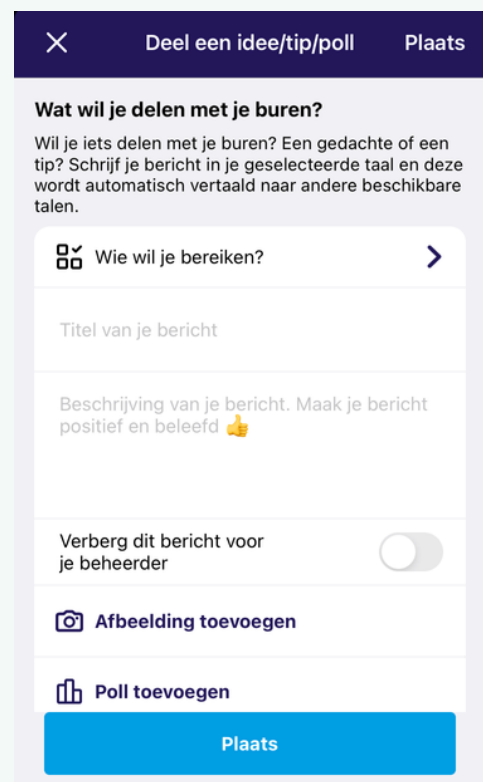 Deel een idee/tip/poll
Plaats
Wat wil je delen met je buren?
Wil je iets delen met je buren? Een gedachte of een
tip? Schrijf je bericht in je geselecteerde taal en deze
wordt automatisch vertaald naar andere beschikbare
talen.
Wie wil je bereiken?
Titel van je bericht
Beschrijving van je bericht. Maak je bericht
positief en beleefd 👍
Verberg dit bericht voor
je beheerder
Afbeelding toevoegen
Poll toevoegen
Plaats